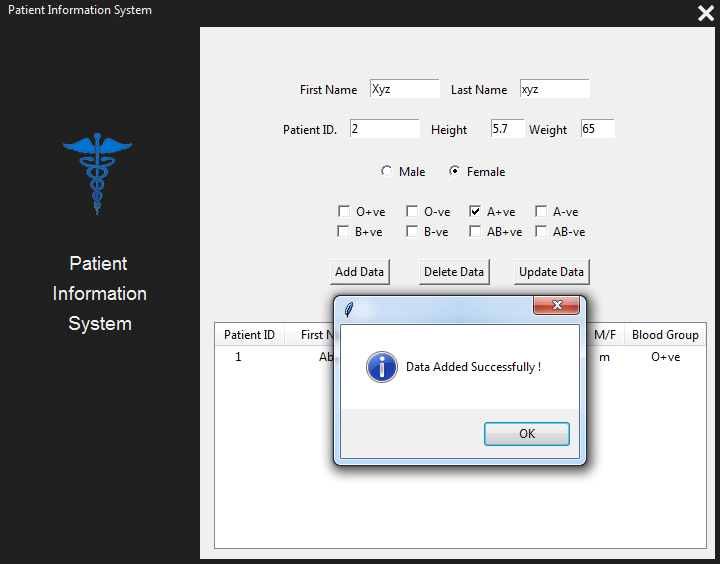 Patient Information System
First Name Xyz Last Name xyz
Patient ID. 2 Height 5.7 Weight 65
Male Female
O+ve O-ve A+ve A-ve
B+ve B-ve AB+ve AB-ve
Patient
Information
System
Add Data Delete Data Update Data
Patient ID First N M/F Blood Group
1 Ab m O+ve
Data Added Successfully !
OK